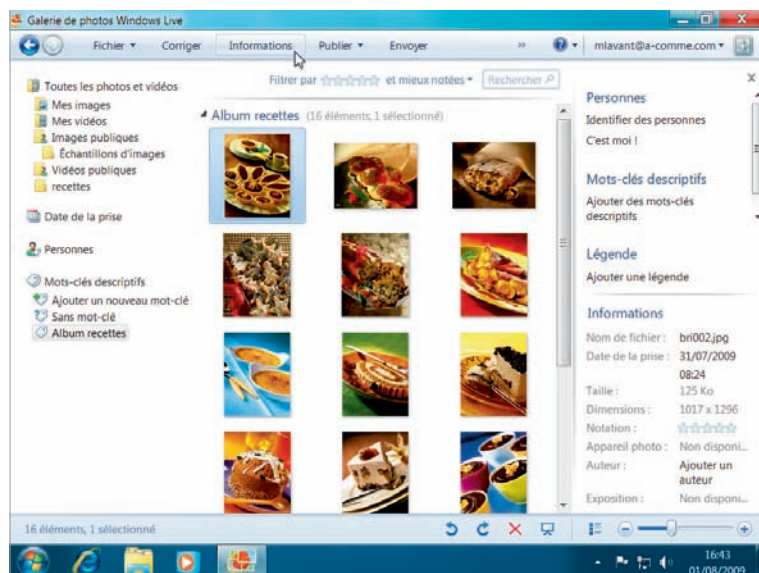 Galerie de photos Windows Live
Fichier Corriger Informations Publier Envoyer » mlavant@a-comme.com
Filtrer par et mieux notées Rechercher
Toutes les photos et vidéos
Mes images
Mes vidéos
Images publiques
Échantillons d'images
Vidéos publiques
recettes
Date de la prise
Personnes
Mots-clés descriptifs
Ajouter un nouveau mot-clé
Sans mot-clé
Album recettes
Album recettes (16 éléments, 1 sélectionné)
Personnes
Identifier des personnes
C'est moi !
Mots-clés descriptifs
Ajouter des mots-clés
descriptifs
Légende
Ajouter une légende
Informations
Nom de fichier : bri002.jpg
Date de la prise : 31/07/2009
08:24
Taille : 125 Ko
Dimensions : 1017 x 1296
Notation :
Appareil photo : Non disponi...
Auteur : Ajouter un
auteur
Exposition : Non disponi...
16 éléments, 1 sélectionné
16:43
01/08/2009